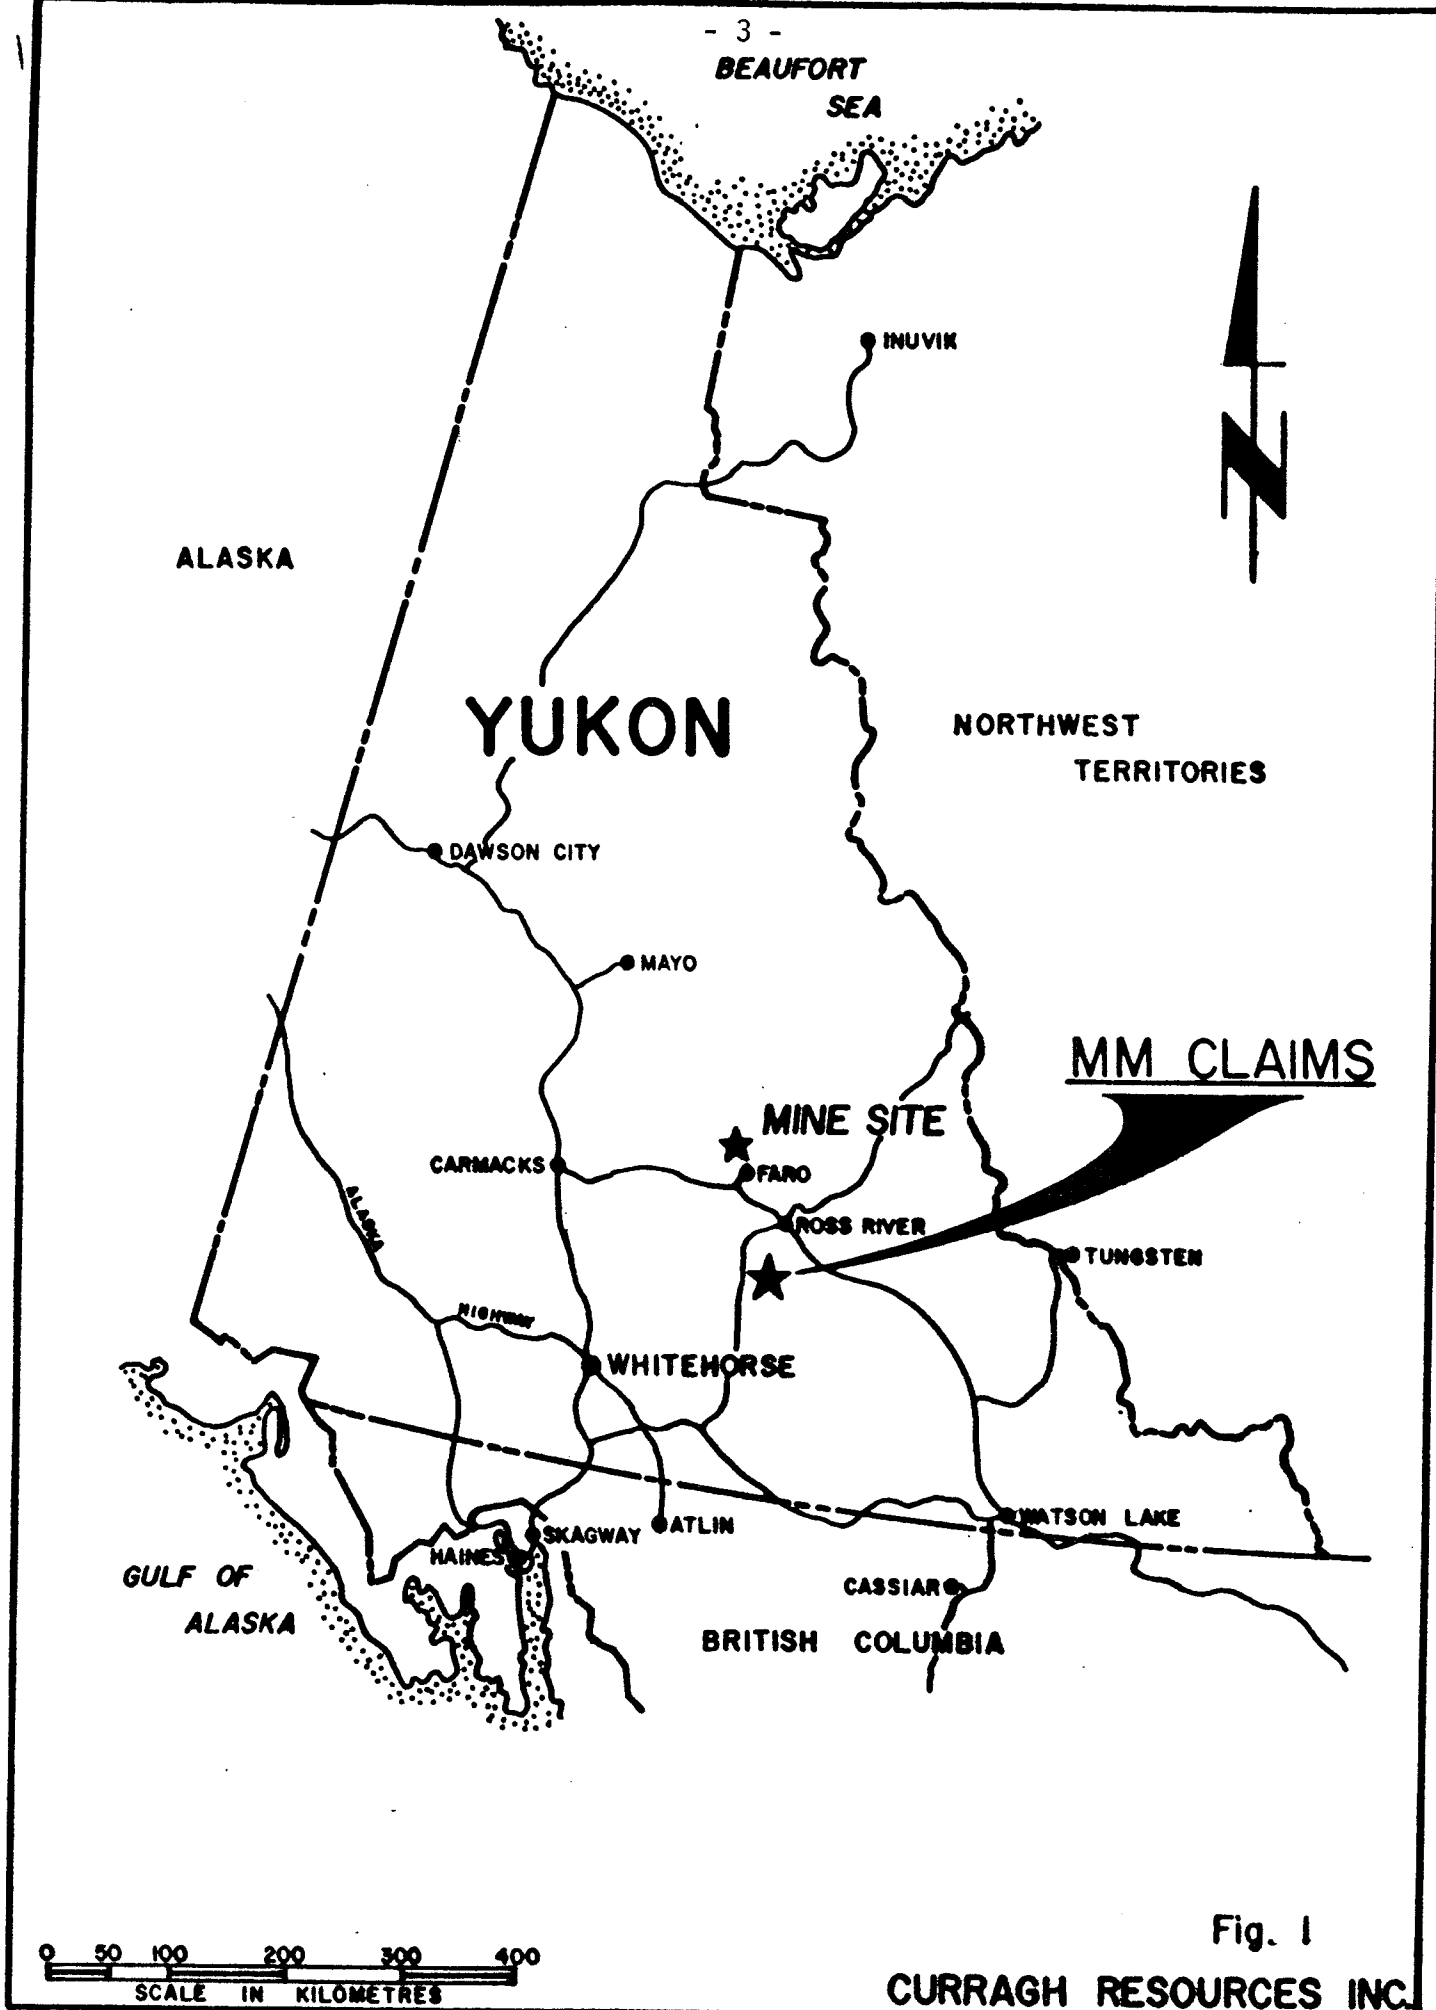 - 3 -
BEAUFORT
SEA
INUVIK
N
ALASKA
YUKON
NORTHWEST
TERRITORIES
DAWSON CITY
MAYO
MM CLAIMS
MINE SITE
CARMACKS
FARO
ALASKA
ROSS RIVER
TUNGSTEN
HIGHWAY
WHITEHORSE
WATSON LAKE
ATLIN
SKAGWAY
HAINES
GULF OF
ALASKA
CASSIAR
BRITISH COLUMBIA
Fig. 1
0 50 100 200 300 400
SCALE IN KILOMETRES
CURRAGH RESOURCES INC.